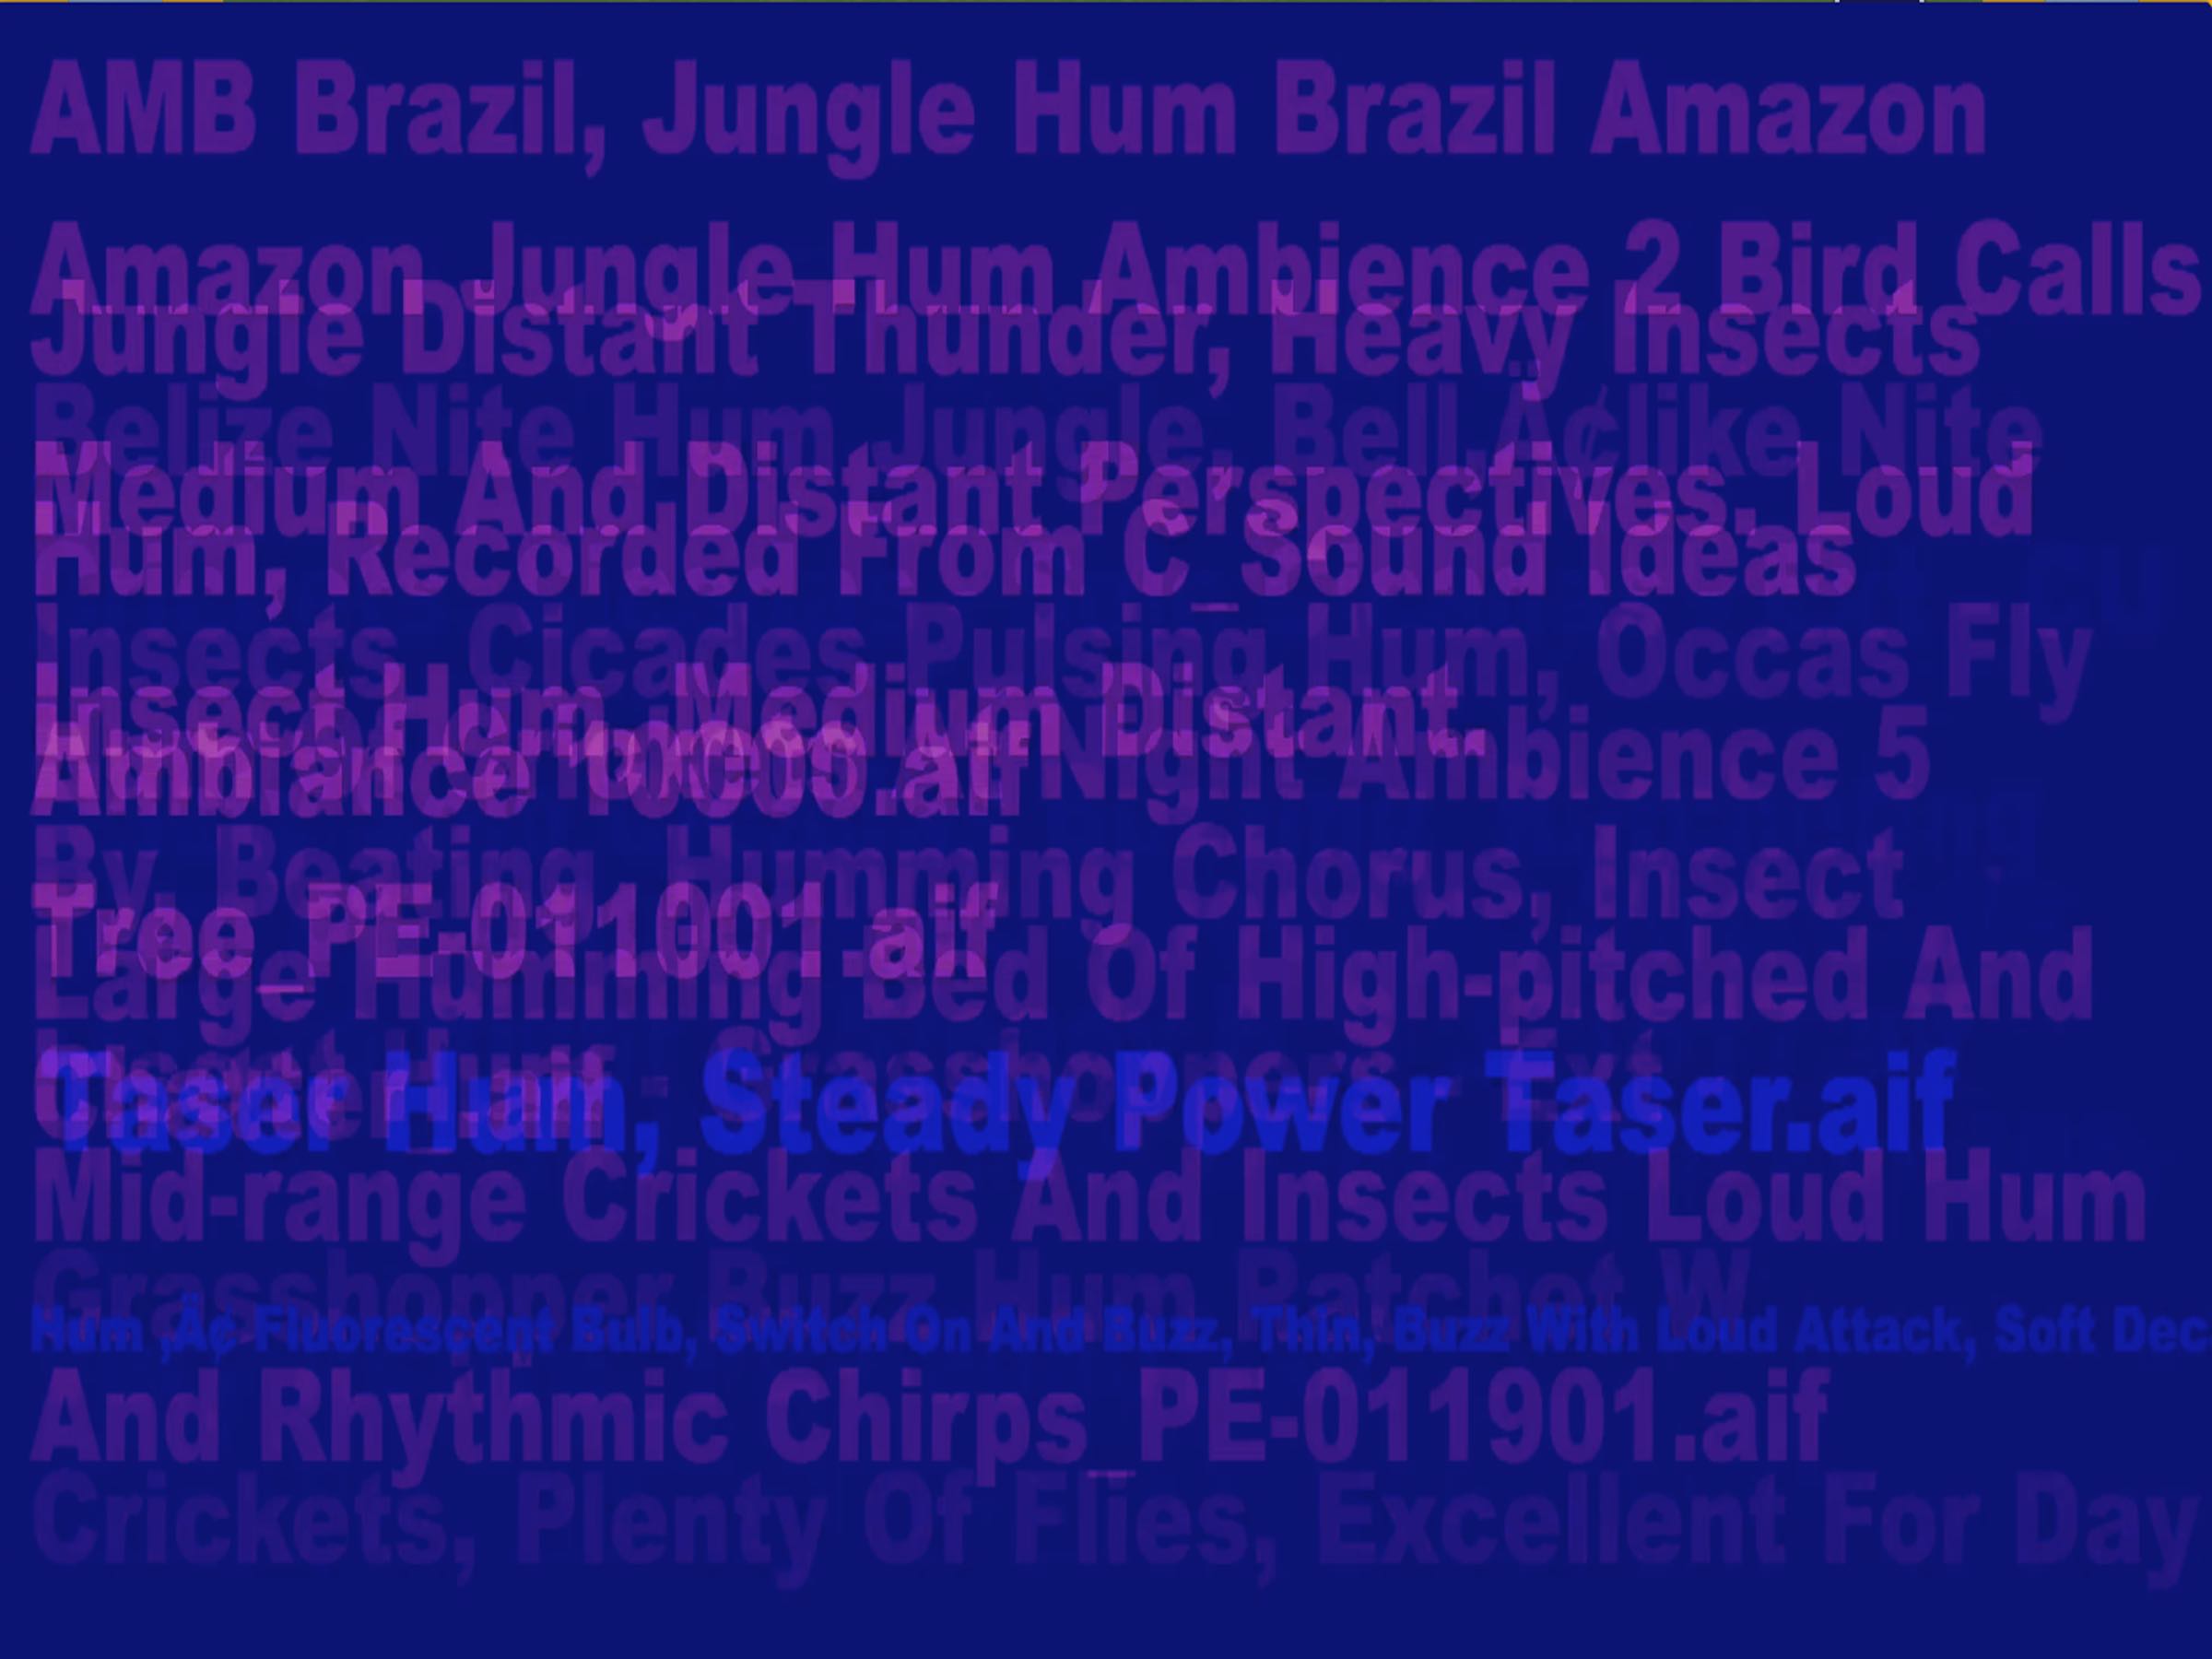 AMB Brazil, Jungle Hum Brazil Amazon
Amazon Jungle Hum Ambience 2 Bird Calls
Jungle Distant Thunder, Heavy Insects
Belize Nite Hum Jungle, Bell‚Ä¢like Nite
Medium And Distant Perspectives. Loud
Hum, Recorded From C_Sound Ideas
Insects, Cicades Pulsing Hum, Occas Fly
Insect Hum, Medium Distant.
Night Ambience 5
Ambiance 10005.aif
By, Beating, Humming Chorus, Insect
Tree_PE-011001.aif
Large Humming Bed Of High-pitched And
Grasshoppers - Ext
Taser Hum, Steady Power Taser.aif
Mid-range Crickets And Insects Loud Hum
Grasshopper Buzz Hum Ratchet W
Hum ‚Ä¢ Fluorescent Bulb, Switch On And Buzz, Thin, Buzz With Loud Attack, Soft Dec
And Rhythmic Chirps_PE-011901.aif
Crickets, Plenty Of Flies, Excellent For Day